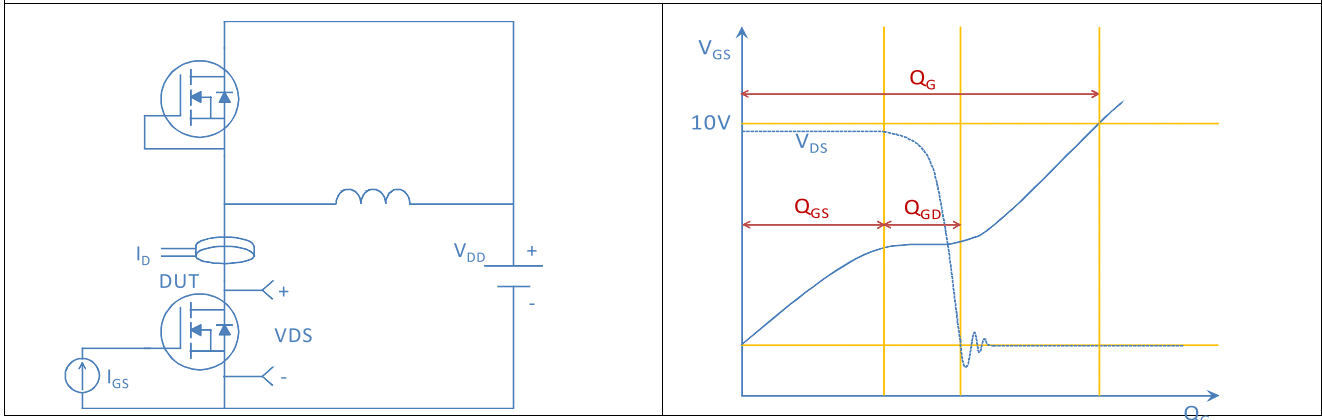 I_D
DUT
+
VDS
-
I_GS
V_DD
+
-
V_GS
Q_G
10V
V_DS
Q_GS
Q_GD